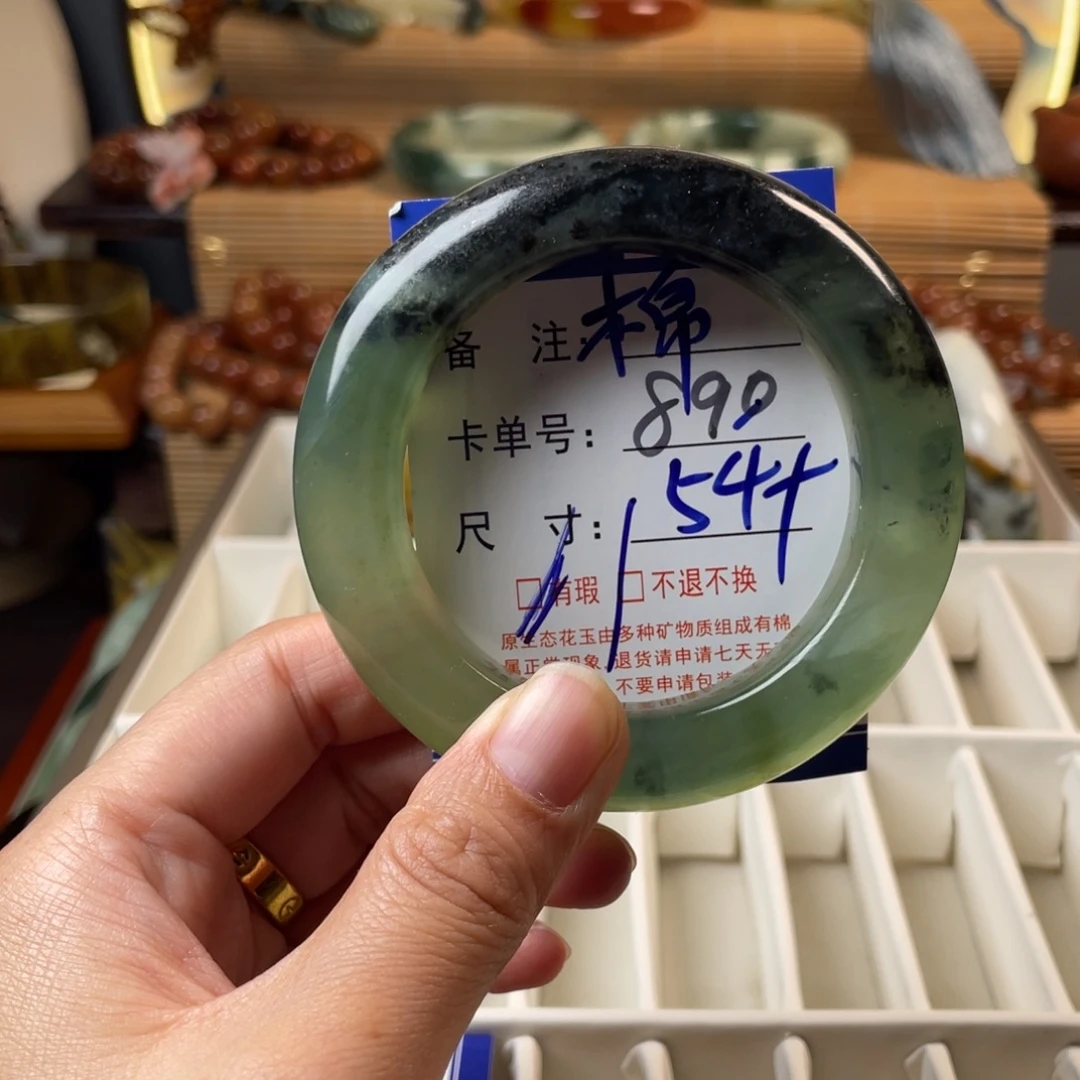 备 注：棉
卡单号：890
尺 寸：54+
□有瑕 □不退不换
原生态花玉由多种矿物质组成有棉
属正常现象，退货请申请七天无
不要申请包装